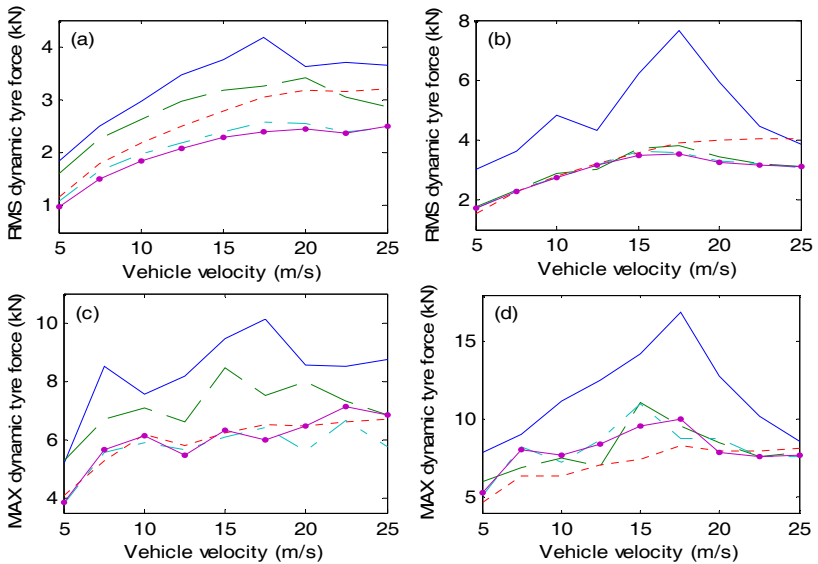 (a)
RMS dynamic tyre force (kN)
4
3
2
1
5 10 15 20 25
Vehicle velocity (m/s)
(b)
RMS dynamic tyre force (kN)
8
6
4
2
5 10 15 20 25
Vehicle velocity (m/s)
(c)
MAX dynamic tyre force (kN)
10
8
6
4
5 10 15 20 25
Vehicle velocity (m/s)
(d)
MAX dynamic tyre force (kN)
15
10
5
5 10 15 20 25
Vehicle velocity (m/s)